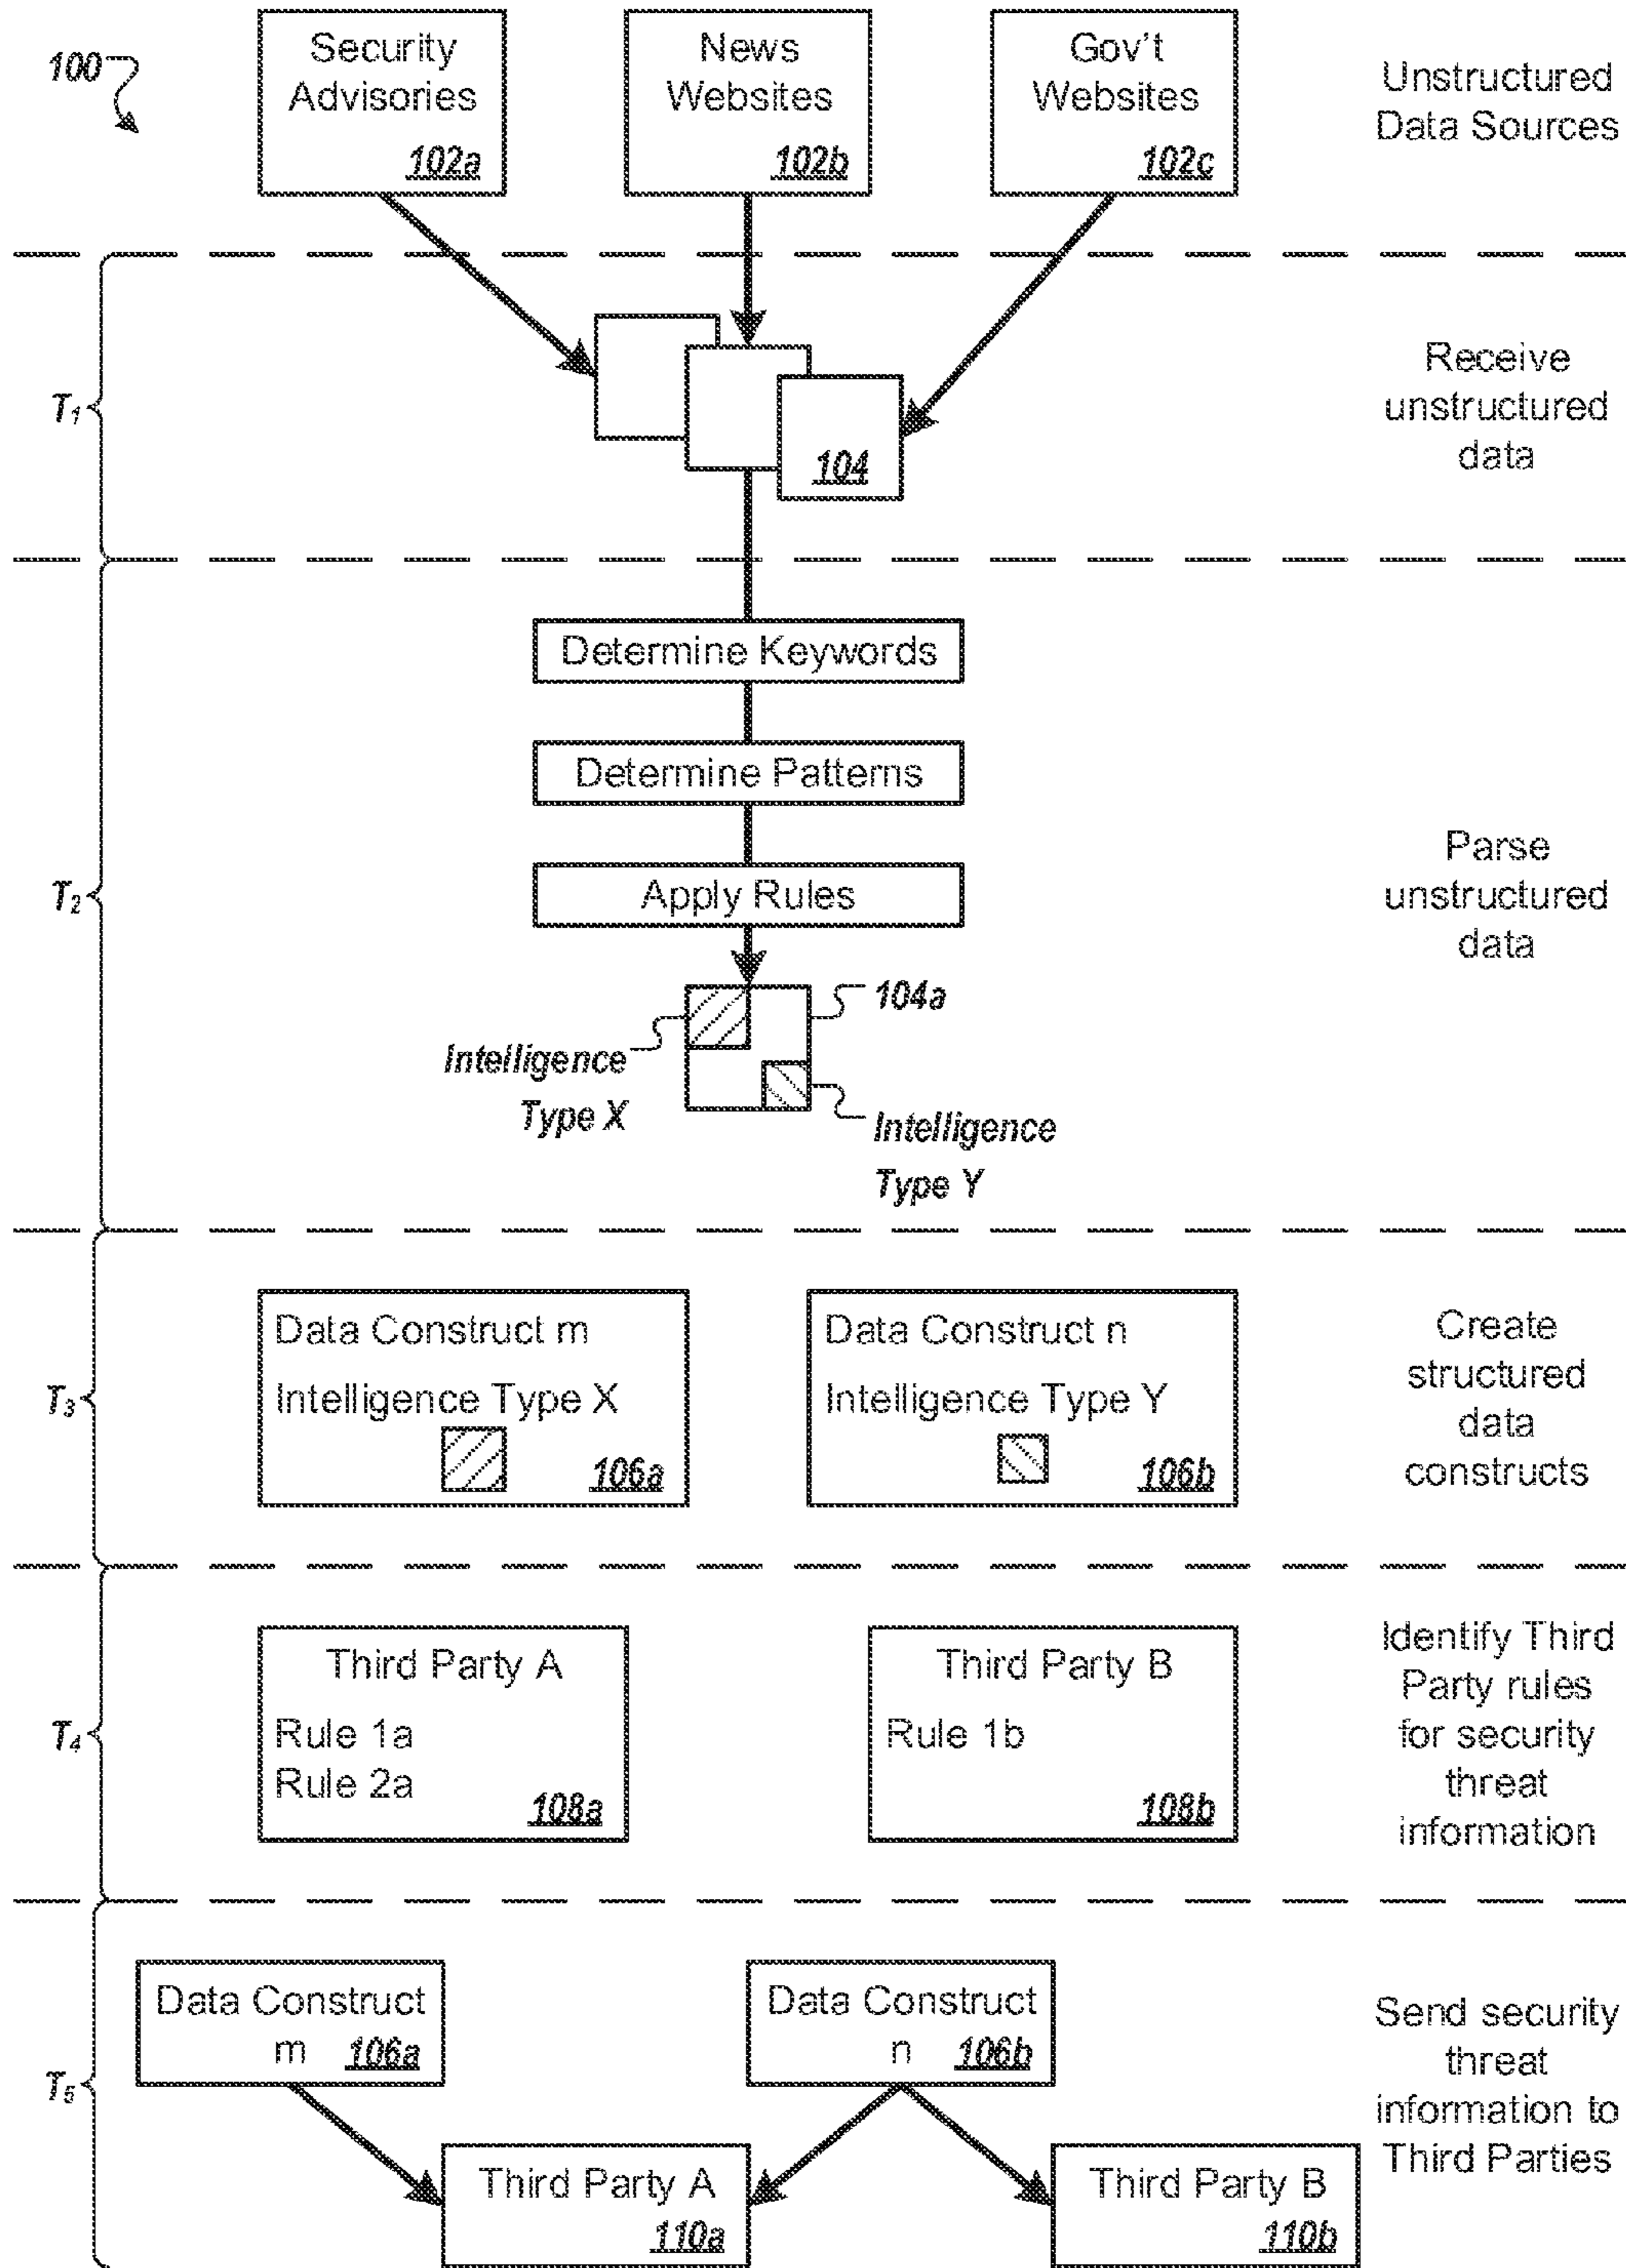 100
Security
Advisories
102a
News
Websites
102b
Gov't
Websites
102c
Unstructured
Data Sources
T1
104
Receive
unstructured
data
T2
Determine Keywords
Determine Patterns
Apply Rules
104a
Intelligence
Type X
Intelligence
Type Y
Parse
unstructured
data
T3
Data Construct m
Intelligence Type X
106a
Data Construct n
Intelligence Type Y
106b
Create
structured
data
constructs
T4
Third Party A
Rule 1a
Rule 2a
108a
Third Party B
Rule 1b
108b
Identify Third
Party rules
for security
threat
information
T5
Data Construct
m 106a
Data Construct
n 106b
Third Party A
110a
Third Party B
110b
Send security
threat
information to
Third Parties